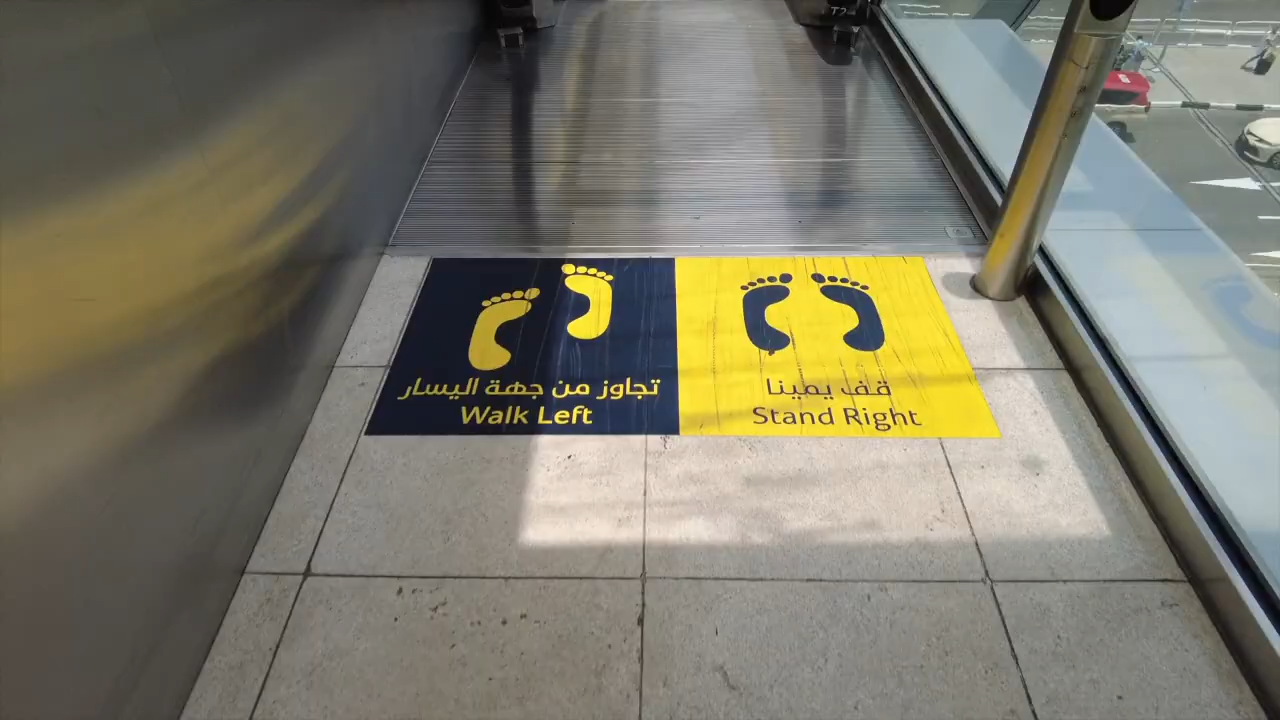 تجاوز من جهة اليسار
Walk Left
قف يمينا
Stand Right